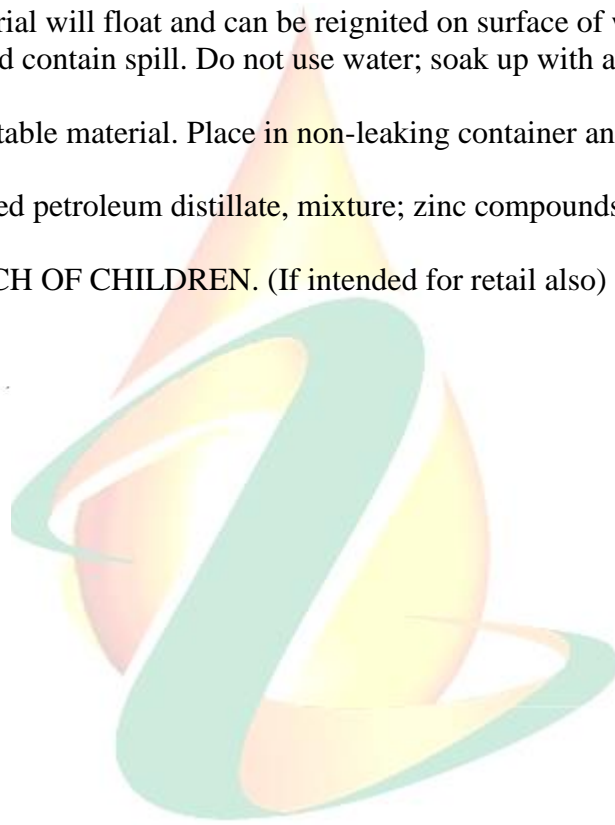 rial will float and can be reignited on surface of
d contain spill. Do not use water; soak up with a
table material. Place in non-leaking container an
ed petroleum distillate, mixture; zinc compounds
CH OF CHILDREN. (If intended for retail also)